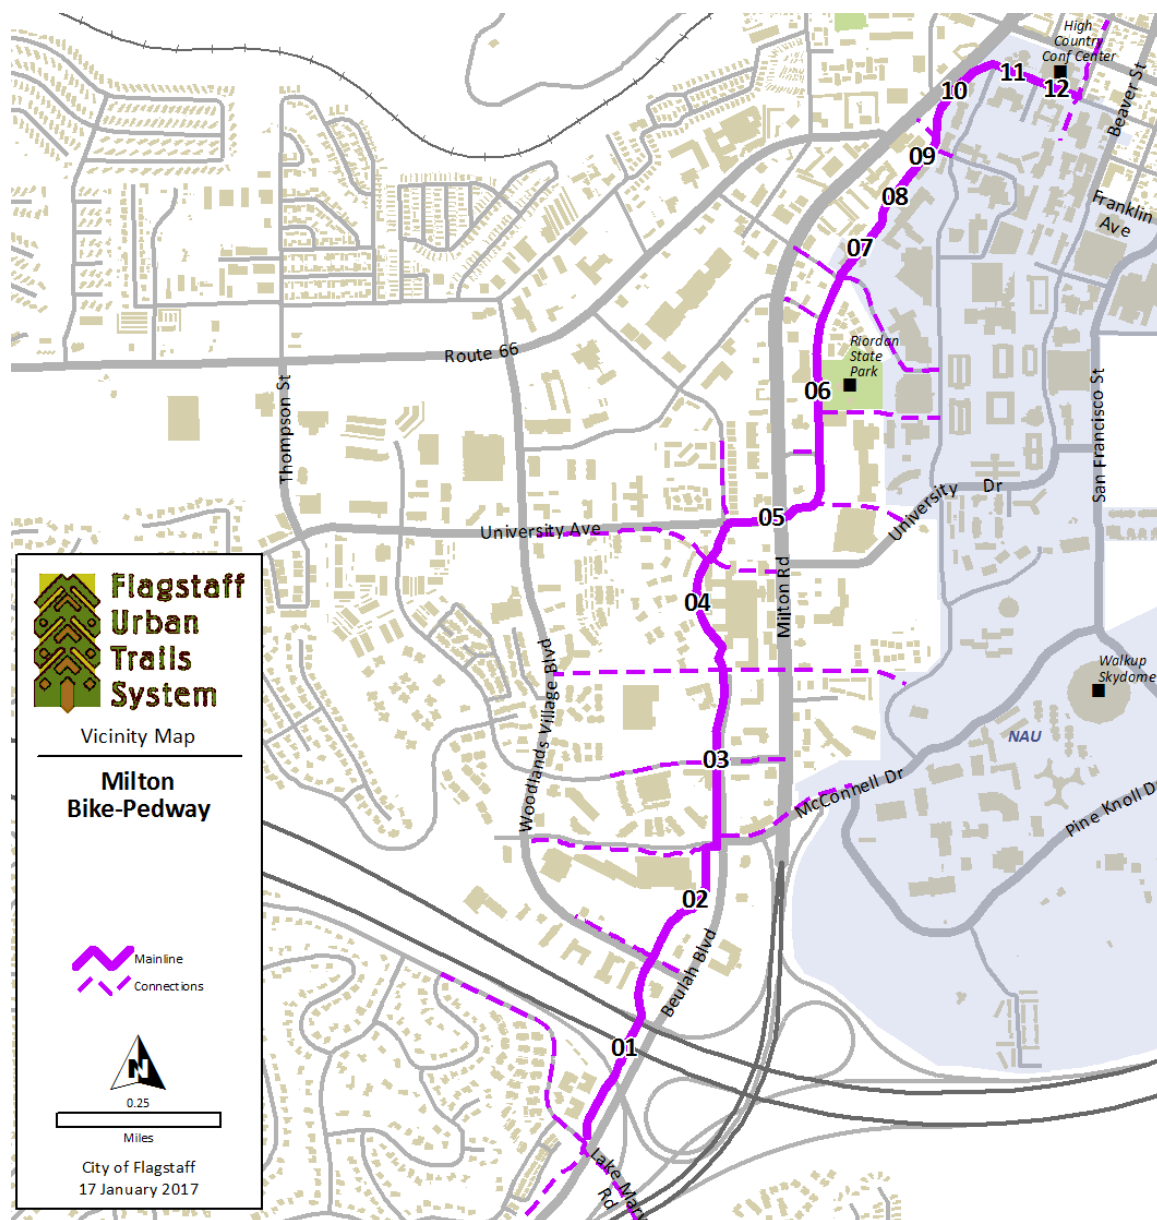 High
Country
Conf Center
11
10
12
Beaver St
09
08
Franklin
Ave
07
Route 66
Riordan
State
Park
06
Thompson St
San Francisco St
University Dr
05
University Ave
Milton Rd
04
Woodlands Village Blvd
Walkup
Skydome
NAU
03
McConnell Dr
Pine Knoll Dr
02
Beulah Blvd
01
Lake Mary
Rd
Flagstaff
Urban
Trails
System
Vicinity Map
Milton
Bike-Pedway
Mainline
Connections
N
0.25
Miles
City of Flagstaff
17 January 2017